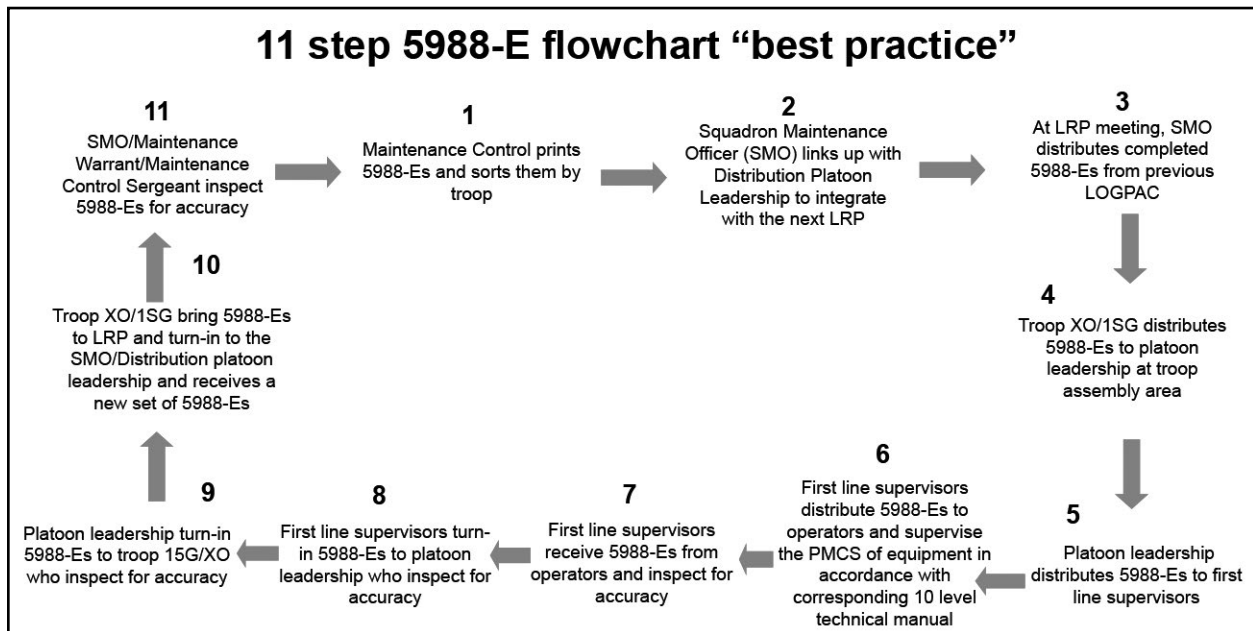 11 step 5988-E flowchart “best practice”
1
Maintenance Control prints
5988-Es and sorts them by
troop
2
Squadron Maintenance
Officer (SMO) links up with
Distribution Platoon
Leadership to integrate
with the next LRP
3
At LRP meeting, SMO
distributes completed
5988-Es from previous
LOGPAC
4
Troop XO/1SG distributes
5988-Es to platoon
leadership at troop
assembly area
5
Platoon leadership
distributes 5988-Es to first
line supervisors
6
First line supervisors
distribute 5988-Es to
operators and supervise
the PMCS of equipment in
accordance with
corresponding 10 level
technical manual
7
First line supervisors
receive 5988-Es from
operators and inspect for
accuracy
8
First line supervisors turn-
in 5988-Es to platoon
leadership who inspect for
accuracy
9
Platoon leadership turn-in
5988-Es to troop 15G/XO
who inspect for accuracy
10
Troop XO/1SG bring 5988-Es
to LRP and turn-in to the
SMO/Distribution platoon
leadership and receives a
new set of 5988-Es
11
SMO/Maintenance
Warrant/Maintenance
Control Sergeant inspect
5988-Es for accuracy